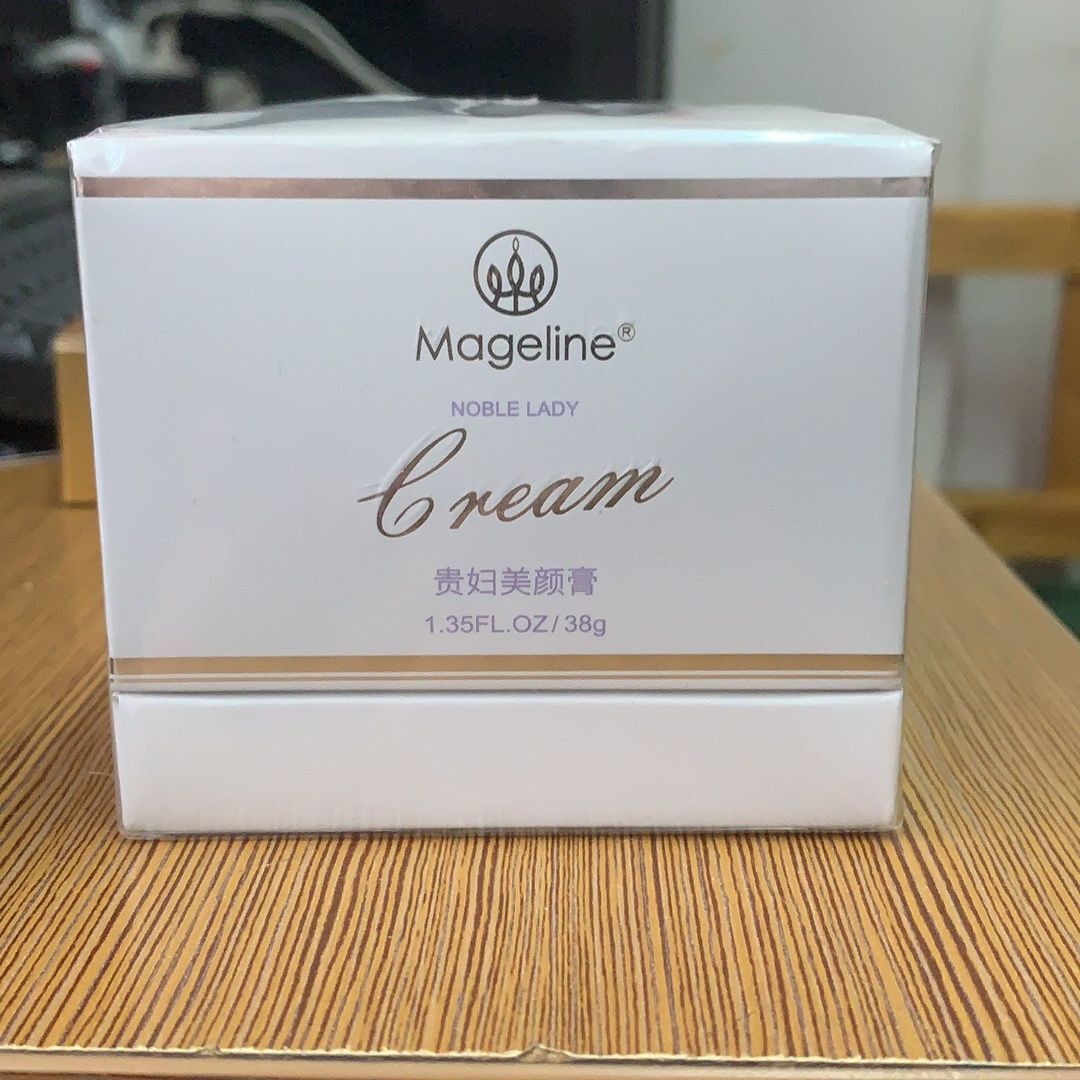 Mageline®
NOBLE LADY
Cream
贵妇美颜膏
1.35FL.OZ/38g